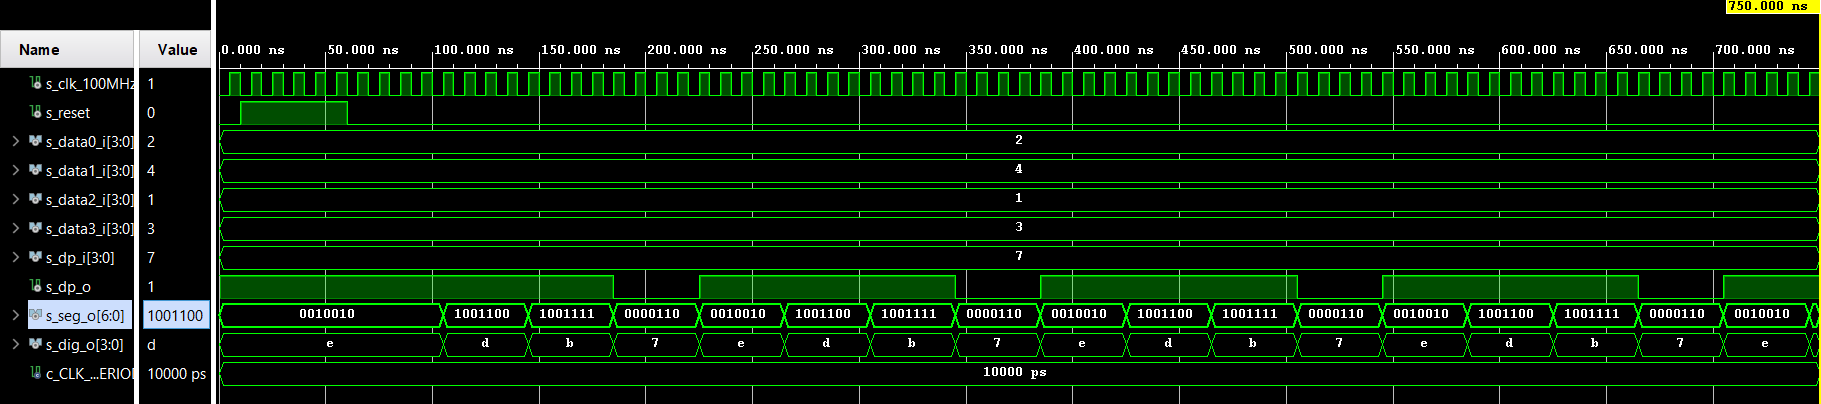 750.000 ns
Name Value
0.000 ns 50.000 ns 100.000 ns 150.000 ns 200.000 ns 250.000 ns 300.000 ns 350.000 ns 400.000 ns 450.000 ns 500.000 ns 550.000 ns 600.000 ns 650.000 ns 700.000 ns
s_clk_100MHz 1
s_reset 0
s_data0_i[3:0] 2 2
s_data1_i[3:0] 4 4
s_data2_i[3:0] 1 1
s_data3_i[3:0] 3 3
s_dp_i[3:0] 7 7
s_dp_o 1
s_seg_o[6:0] 1001100 0010010 1001100 1001111 0000110 0010010 1001100 1001111 0000110 0010010 1001100 1001111 0000110 0010010 1001100 1001111 0000110 0010010
s_dig_o[3:0] d e d b 7 e d b 7 e d b 7 e d b 7 e
c_CLK_...ERIOD 10000 ps 10000 ps